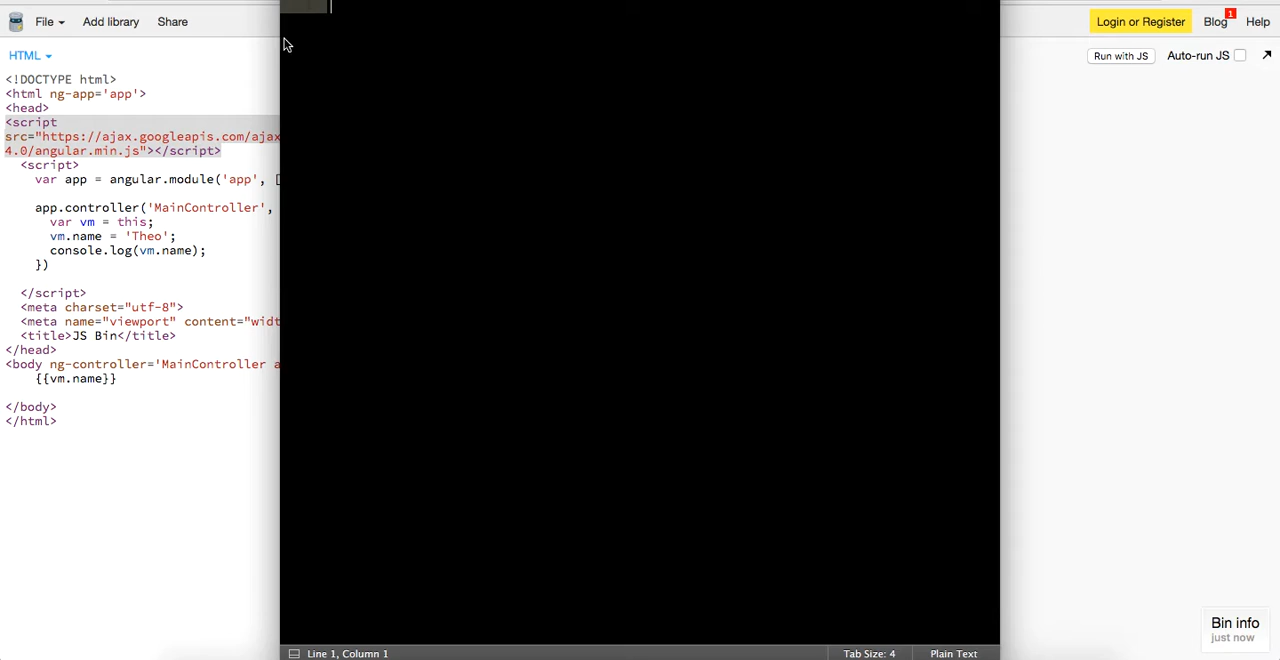 File Add library Share Login or Register Blog 1 Help
HTML Run with JS Auto-run JS
<!DOCTYPE html>
<html ng-app='app'>
<head>
<script
src="https://ajax.googleapis.com/ajax
4.0/angular.min.js"></script>
<script>
var app = angular.module('app', [
app.controller('MainController',
var vm = this;
vm.name = 'Theo';
console.log(vm.name);
})
</script>
<meta charset="utf-8">
<meta name="viewport" content="widt
<title>JS Bin</title>
</head>
<body ng-controller='MainController a
{{vm.name}}
</body>
</html>
Bin info
just now
Line 1, Column 1 Tab Size: 4 Plain Text